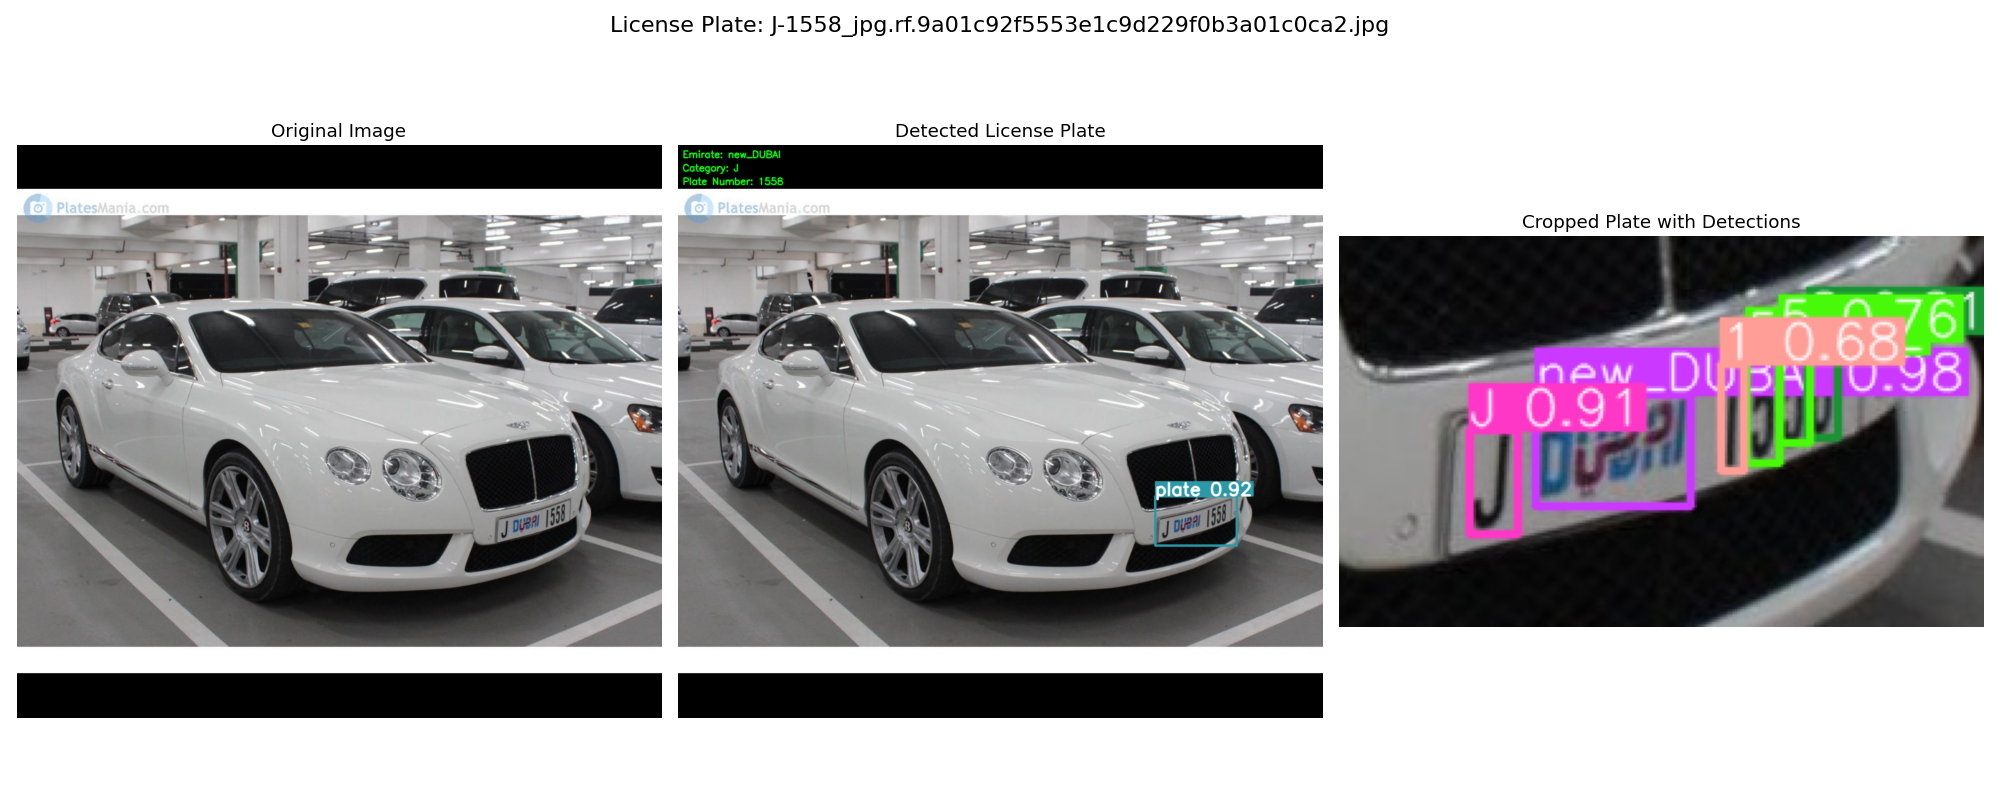 License Plate: J-1558_jpg.rf.9a01c92f5553e1c9d229f0b3a01c0ca2.jpg
Original Image
PlatesMania.com
J DUBAI 1558
Detected License Plate
Emirate: new_DUBAI
Category: J
Plate Number: 1558
PlatesMania.com
plate 0.92
J DUBAI 1558
Cropped Plate with Detections
5 0.76
1 0.68
new_DUBAI 0.98
J 0.91
J DUBAI